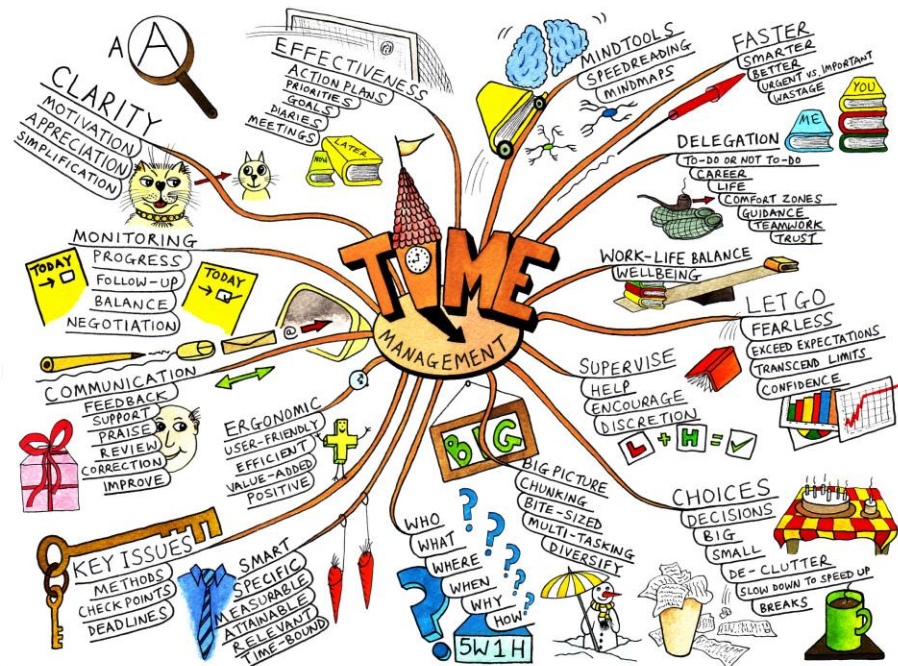 TIME
MANAGEMENT
A A
CLARITY
MOTIVATION
APPRECIATION
SIMPLIFICATION
EFFECTIVENESS
ACTION PLANS
PRIORITIES
GOALS
DIARIES
MEETINGS
NOW
LATER
MINDTOOLS
SPEEDREADING
MINDMAPS
FASTER
SMARTER
BETTER
URGENT VS. IMPORTANT
WASTAGE
ME
YOU
DELEGATION
TO-DO OR NOT TO-DO
CAREER
LIFE
COMFORT ZONES
GUIDANCE
TEAMWORK
TRUST
WORK-LIFE BALANCE
WELLBEING
LET GO
FEARLESS
EXCEED EXPECTATIONS
TRANSCEND LIMITS
CONFIDENCE
SUPERVISE
HELP
ENCOURAGE
DISCRETION
L + H = ✓
CHOICES
DECISIONS
BIG
SMALL
DE-CLUTTER
SLOW DOWN TO SPEED UP
BREAKS
BIG
BIG PICTURE
CHUNKING
BITE-SIZED
MULTI-TASKING
DIVERSIFY
WHO
WHAT
WHERE
WHEN
WHY
HOW
? ? ? ? ? ? ?
5W1H
SMART
SPECIFIC
MEASURABLE
ATTAINABLE
RELEVANT
TIME-BOUND
KEY ISSUES
METHODS
CHECK POINTS
DEADLINES
ERGONOMIC
USER-FRIENDLY
EFFICIENT
VALUE-ADDED
POSITIVE
COMMUNICATION
FEEDBACK
SUPPORT
PRAISE
REVIEW
CORRECTION
IMPROVE
@
MONITORING
PROGRESS
FOLLOW-UP
BALANCE
NEGOTIATION
TODAY
TODAY